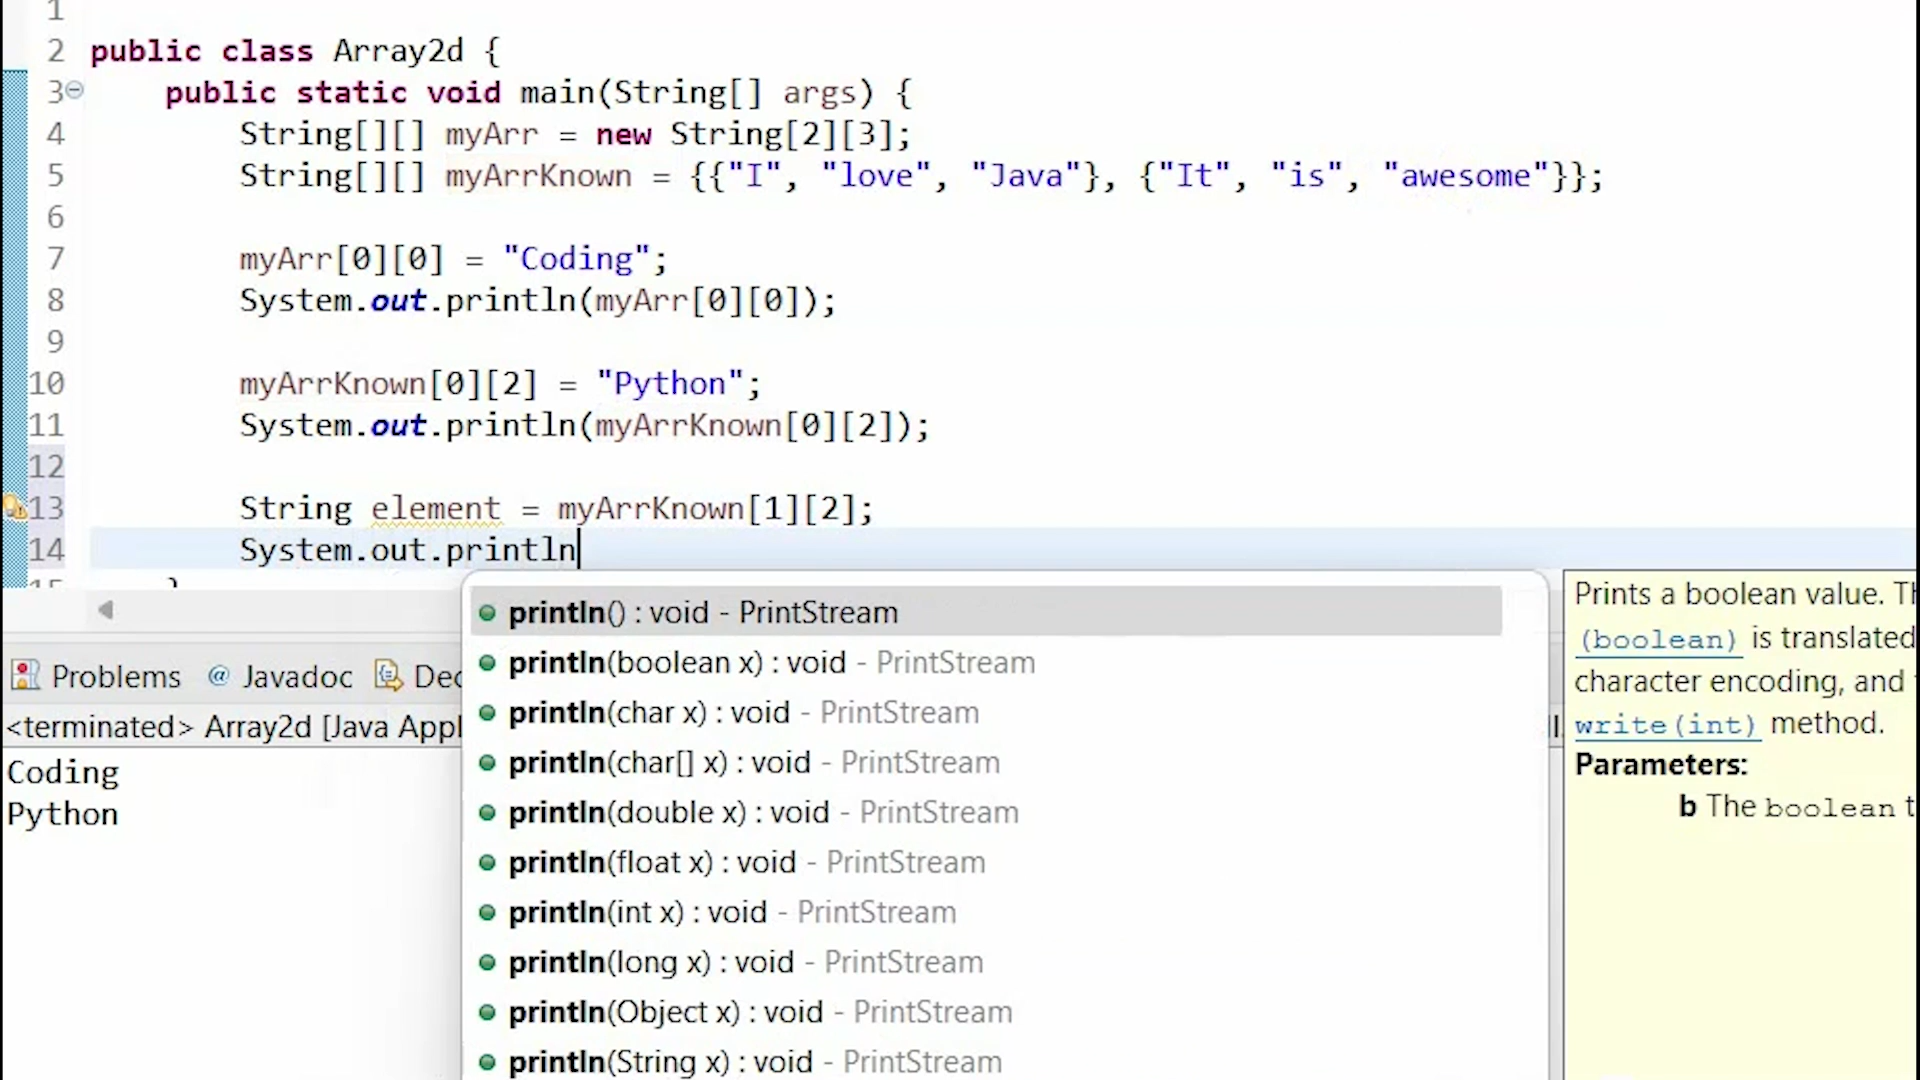 1
2 public class Array2d {
3 public static void main(String[] args) {
4 String[][] myArr = new String[2][3];
5 String[][] myArrKnown = {{"I", "love", "Java"}, {"It", "is", "awesome"}};
6
7 myArr[0][0] = "Coding";
8 System.out.println(myArr[0][0]);
9
10 myArrKnown[0][2] = "Python";
11 System.out.println(myArrKnown[0][2]);
12
13 String element = myArrKnown[1][2];
14 System.out.println
15 }
println() : void - PrintStream
println(boolean x) : void - PrintStream
println(char x) : void - PrintStream
println(char[] x) : void - PrintStream
println(double x) : void - PrintStream
println(float x) : void - PrintStream
println(int x) : void - PrintStream
println(long x) : void - PrintStream
println(Object x) : void - PrintStream
println(String x) : void - PrintStream
Prints a boolean value.
(boolean) is translated
character encoding, and
write(int) method.
Parameters:
b The boolean
Problems @ Javadoc Dec
<terminated> Array2d [Java Appl
Coding
Python